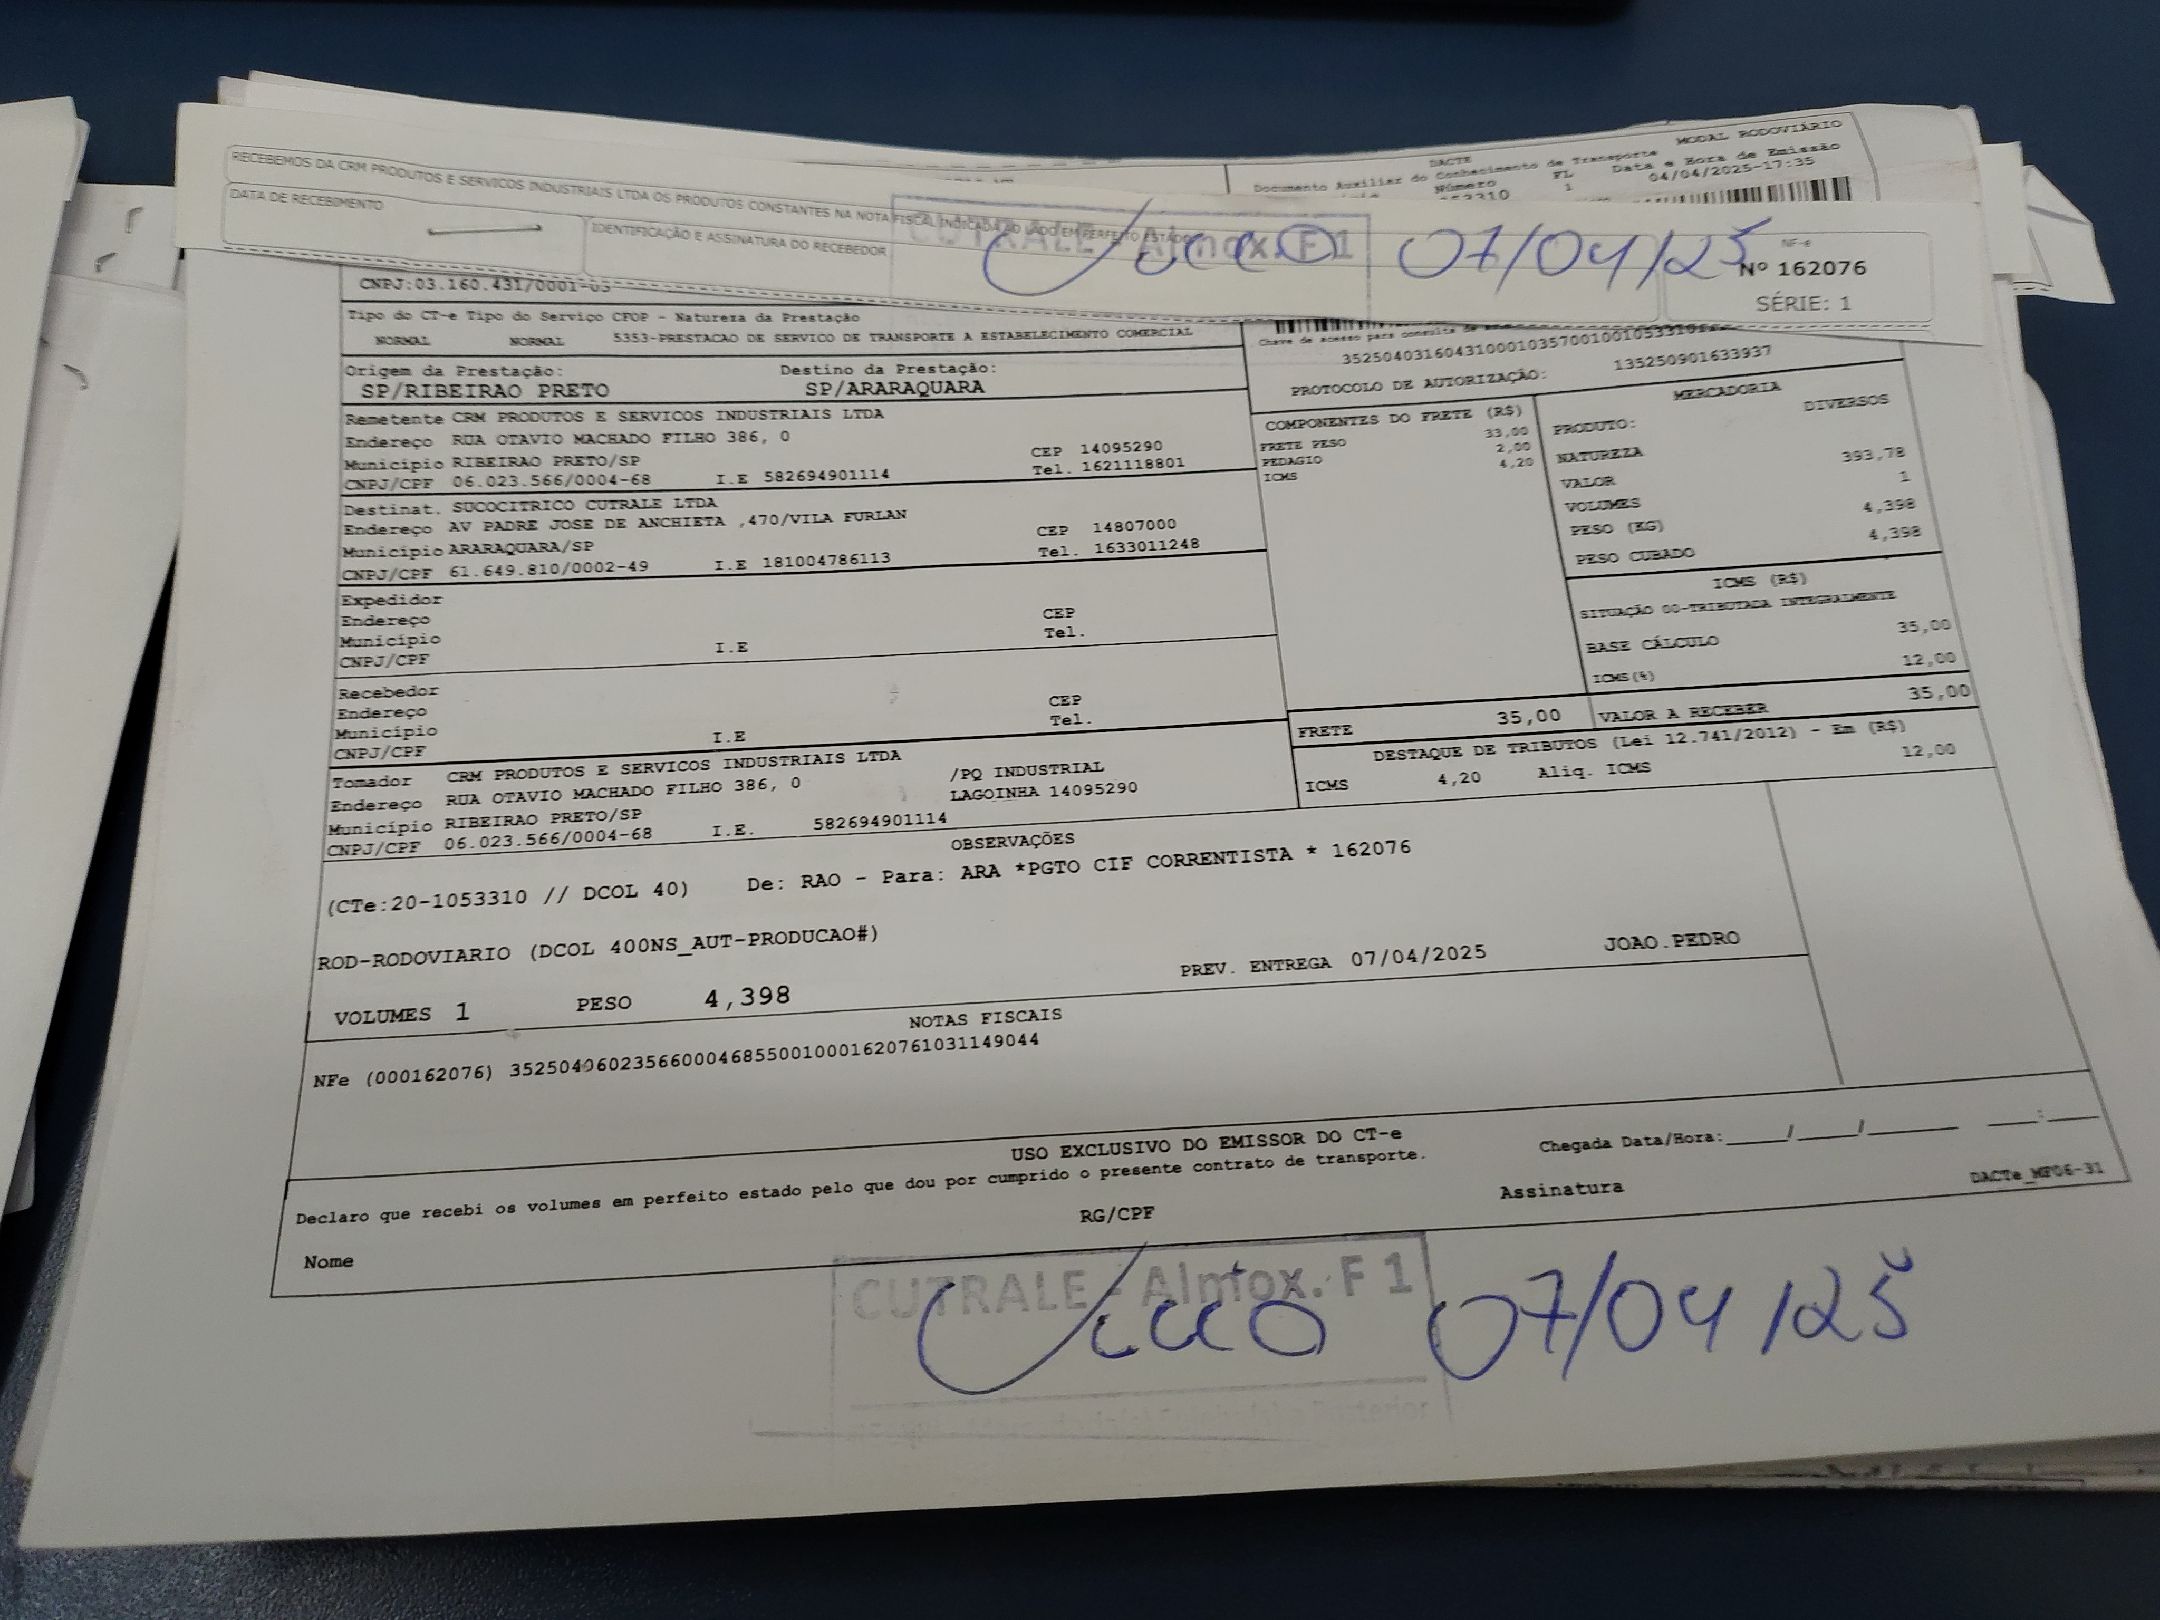 DACTE
MODAL RODOVIÁRIO
Documento Auxiliar do Conhecimento de Transporte
Número FL Data e Hora de Emissão
1 04/04/2025-17:35
RECEBEMOS DA CRM PRODUTOS E SERVICOS INDUSTRIAIS LTDA OS PRODUTOS CONSTANTES NA NOTA FISCAL INDICADA AO LADO EM PERFEITO ESTADO
DATA DE RECEBIMENTO
IDENTIFICAÇÃO E ASSINATURA DO RECEBEDOR
CUTRALE - Almox. F 1
07/04/25
NF-e
Nº 162076
SÉRIE: 1
CNPJ:03.160.431/0001-03
Tipo do CT-e Tipo do Serviço CFOP - Natureza da Prestação
NORMAL NORMAL 5353-PRESTACAO DE SERVICO DE TRANSPORTE A ESTABELECIMENTO COMERCIAL
Chave de acesso para consulta de
PROTOCOLO DE AUTORIZAÇÃO: 135250901633937
Origem da Prestação: Destino da Prestação:
SP/RIBEIRAO PRETO SP/ARARAQUARA
Remetente CRM PRODUTOS E SERVICOS INDUSTRIAIS LTDA
Endereço RUA OTAVIO MACHADO FILHO 386, 0
Município RIBEIRAO PRETO/SP CEP 14095290
CNPJ/CPF 06.023.566/0004-68 I.E 582694901114 Tel. 1621118801
Destinat. SUCOCITRICO CUTRALE LTDA
Endereço AV PADRE JOSE DE ANCHIETA ,470/VILA FURLAN
Município ARARAQUARA/SP CEP 14807000
CNPJ/CPF 61.649.810/0002-49 I.E 181004786113 Tel. 1633011248
Expedidor
Endereço
Município CEP
CNPJ/CPF I.E Tel.
Recebedor
Endereço
Município CEP
CNPJ/CPF I.E Tel.
Tomador CRM PRODUTOS E SERVICOS INDUSTRIAIS LTDA
Endereço RUA OTAVIO MACHADO FILHO 386, 0 /PQ INDUSTRIAL
Município RIBEIRAO PRETO/SP LAGOINHA 14095290
CNPJ/CPF 06.023.566/0004-68 I.E. 582694901114
COMPONENTES DO FRETE (R$)
FRETE PESO 33,00
PEDAGIO 2,00
ICMS 4,20
MERCADORIA
PRODUTO: DIVERSOS
NATUREZA
VALOR 393,78
VOLUMES 1
PESO (KG) 4,398
PESO CUBADO 4,398
ICMS (R$)
SITUAÇÃO 00-TRIBUTADA INTEGRALMENTE
BASE CÁLCULO 35,00
ICMS(%) 12,00
FRETE 35,00 VALOR A RECEBER 35,00
DESTAQUE DE TRIBUTOS (Lei 12.741/2012) - Em (R$)
ICMS 4,20 Aliq. ICMS 12,00
OBSERVAÇÕES
(CTe:20-1053310 // DCOL 40) De: RAO - Para: ARA *PGTO CIF CORRENTISTA * 162076
ROD-RODOVIARIO (DCOL 400NS_AUT-PRODUCAO#)
VOLUMES 1 PESO 4,398 PREV. ENTREGA 07/04/2025 JOAO.PEDRO
NOTAS FISCAIS
NFe (000162076) 35250406023566000468550010001620761031149044
USO EXCLUSIVO DO EMISSOR DO CT-e
Declaro que recebi os volumes em perfeito estado pelo que dou por cumprido o presente contrato de transporte.
Chegada Data/Hora:_____/_____/________ ____:____
Nome RG/CPF Assinatura
DACTe_MF06-31
CUTRALE - Almox. F 1
07/04/25